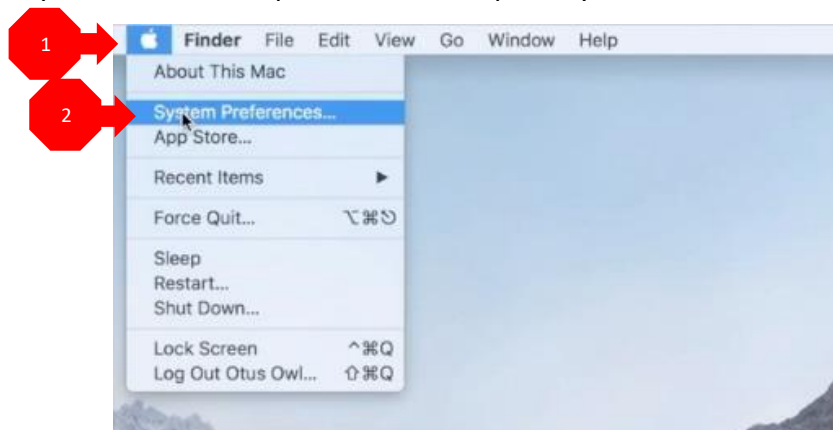 1
Finder File Edit View Go Window Help
About This Mac
2
System Preferences...
App Store...
Recent Items ▶
Force Quit... ⌥⌘⎋
Sleep
Restart...
Shut Down...
Lock Screen ^⌘Q
Log Out Otus Owl... ⇧⌘Q